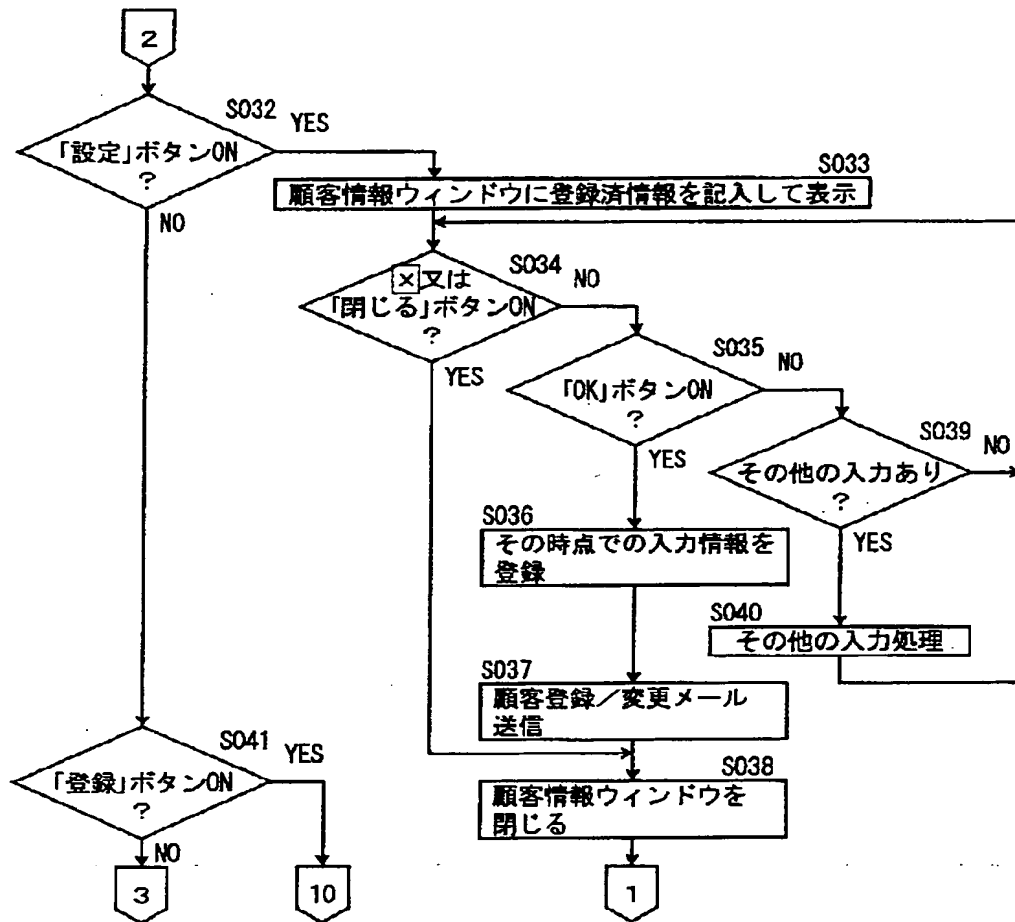 2
S032
YES
「設定」ボタンON
?
NO
S033
顧客情報ウィンドウに登録済情報を記入して表示
S034
NO
×又は
「閉じる」ボタンON
?
YES
S035
NO
「OK」ボタンON
?
YES
S039
NO
その他の入力あり
?
YES
S036
その時点での入力情報を
登録
S040
その他の入力処理
S037
顧客登録／変更メール
送信
S041
YES
「登録」ボタンON
?
NO
S038
顧客情報ウィンドウを
閉じる
3
10
1